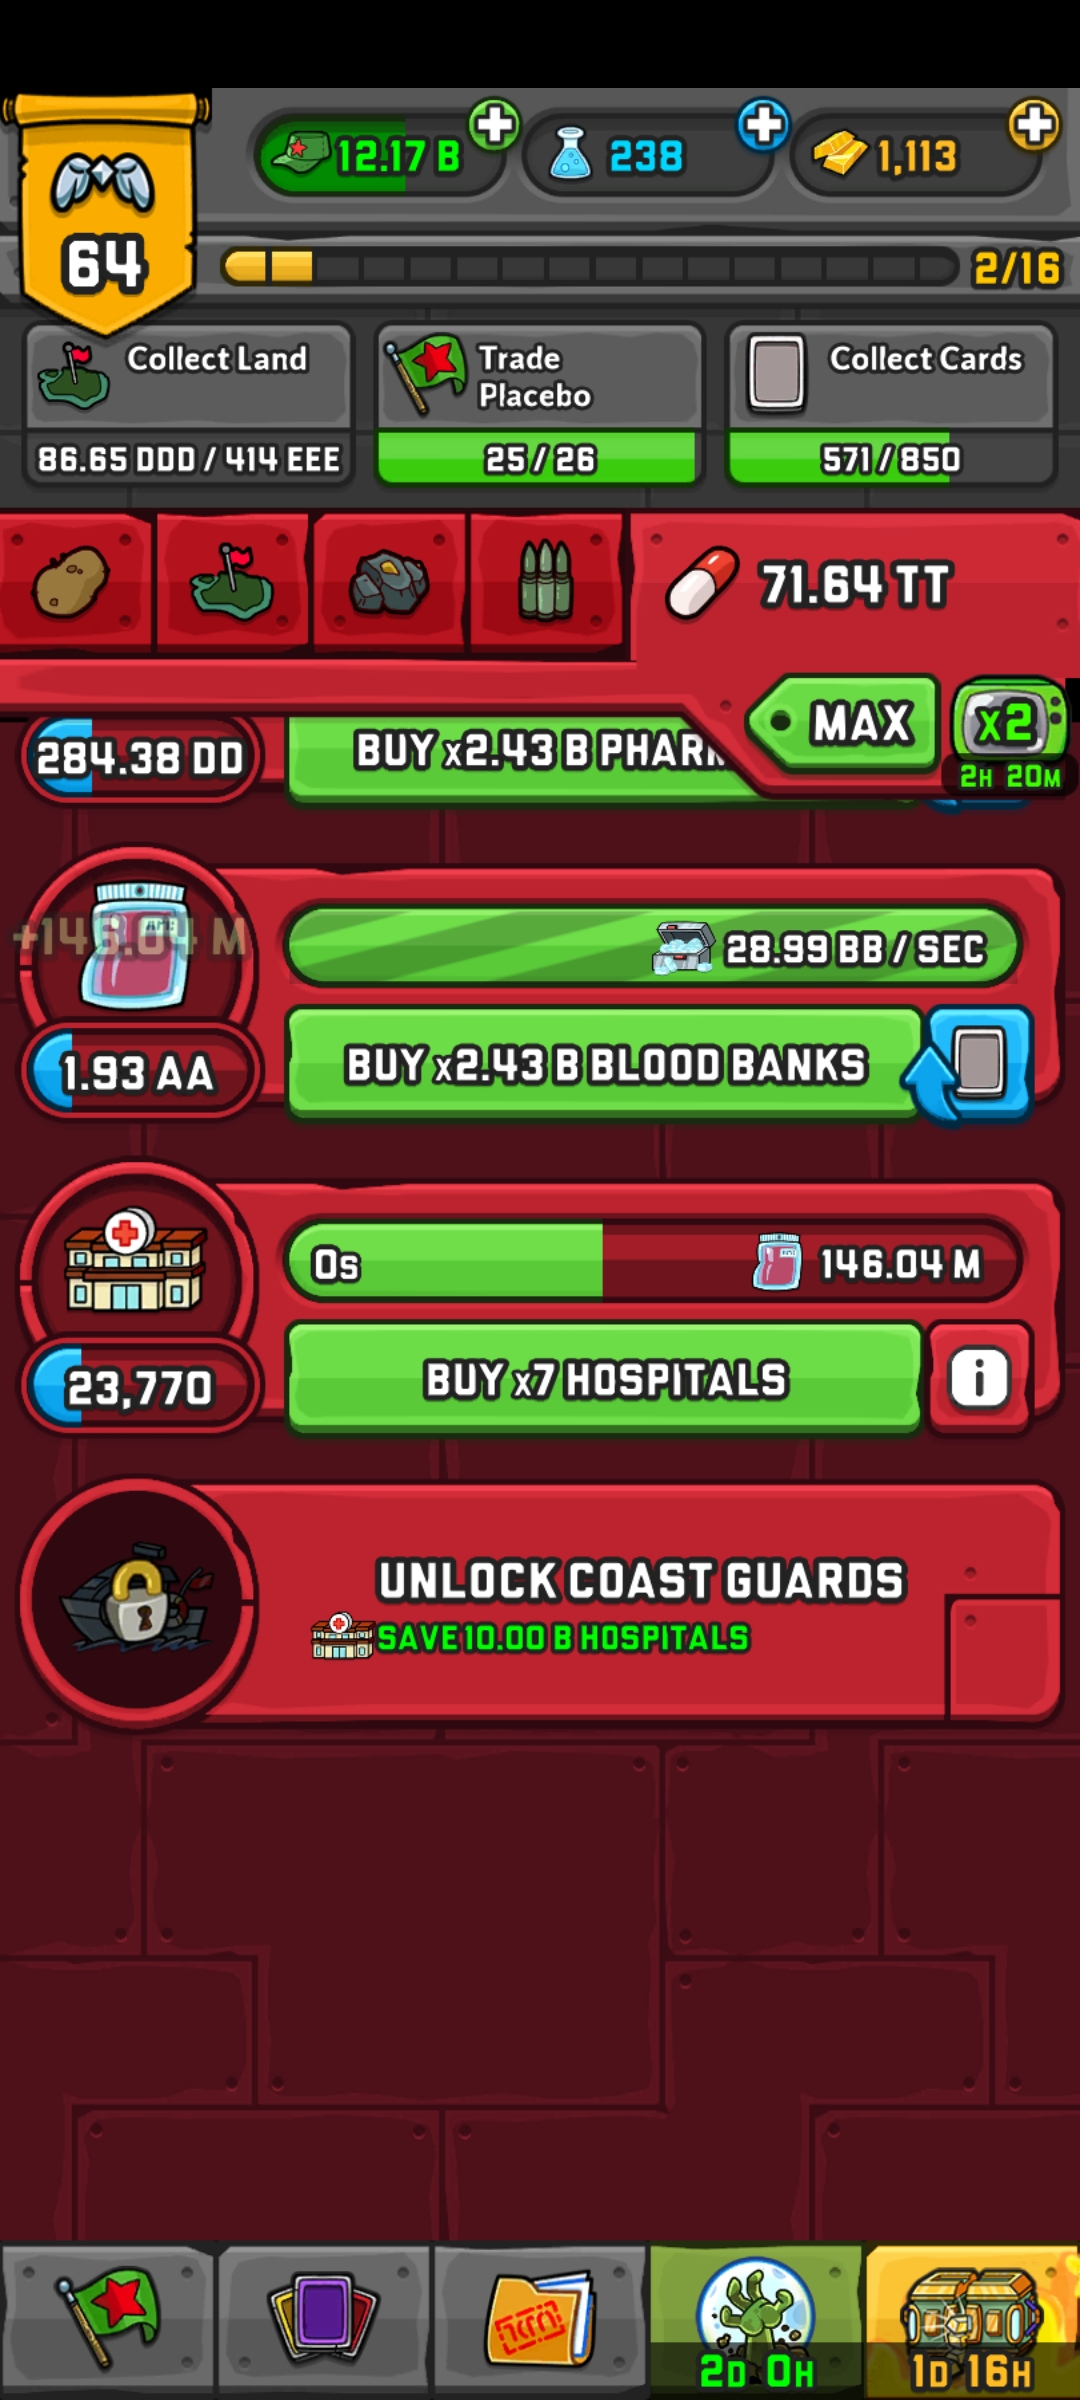 12.17 B
238
1,113
64
2/16
Collect Land
86.65 DDD / 414 EEE
Trade
Placebo
25 / 26
Collect Cards
571 / 850
71.64 TT
MAX
X2
2H 20M
284.38 DD
BUY x2.43 B PHARM
+146.04 M
28.99 BB / SEC
1.93 AA
BUY x2.43 B BLOOD BANKS
0s
146.04 M
23,770
BUY x7 HOSPITALS
i
UNLOCK COAST GUARDS
SAVE 10.00 B HOSPITALS
2D 0H
1D 16H